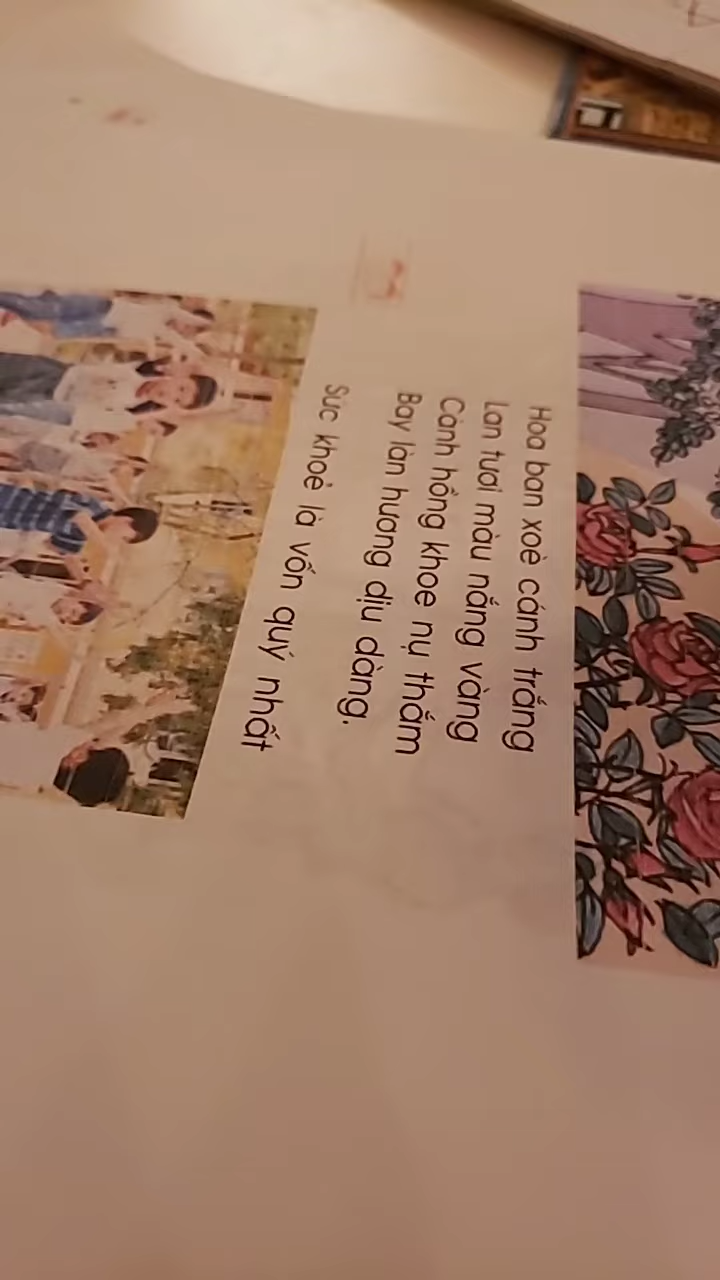 Hoa ban xoè cánh trắng
Lan tươi màu nắng vàng
Cành hồng khoe nụ thắm
Bay làn hương dịu dàng.
Sức khoẻ là vốn quý nhất